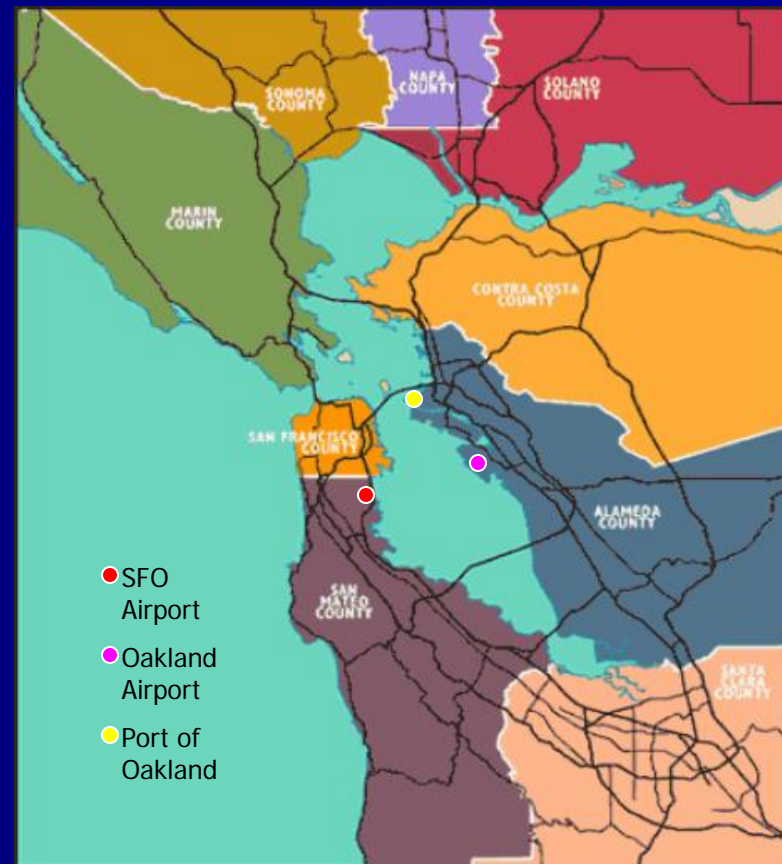 SONOMA
COUNTY
NAPA
COUNTY
SOLANO
COUNTY
MARIN
COUNTY
CONTRA COSTA
COUNTY
SAN FRANCISCO
COUNTY
ALAMEDA
COUNTY
SAN
MATEO
COUNTY
SANTA
CLARA
COUNTY
SFO
Airport
Oakland
Airport
Port of
Oakland